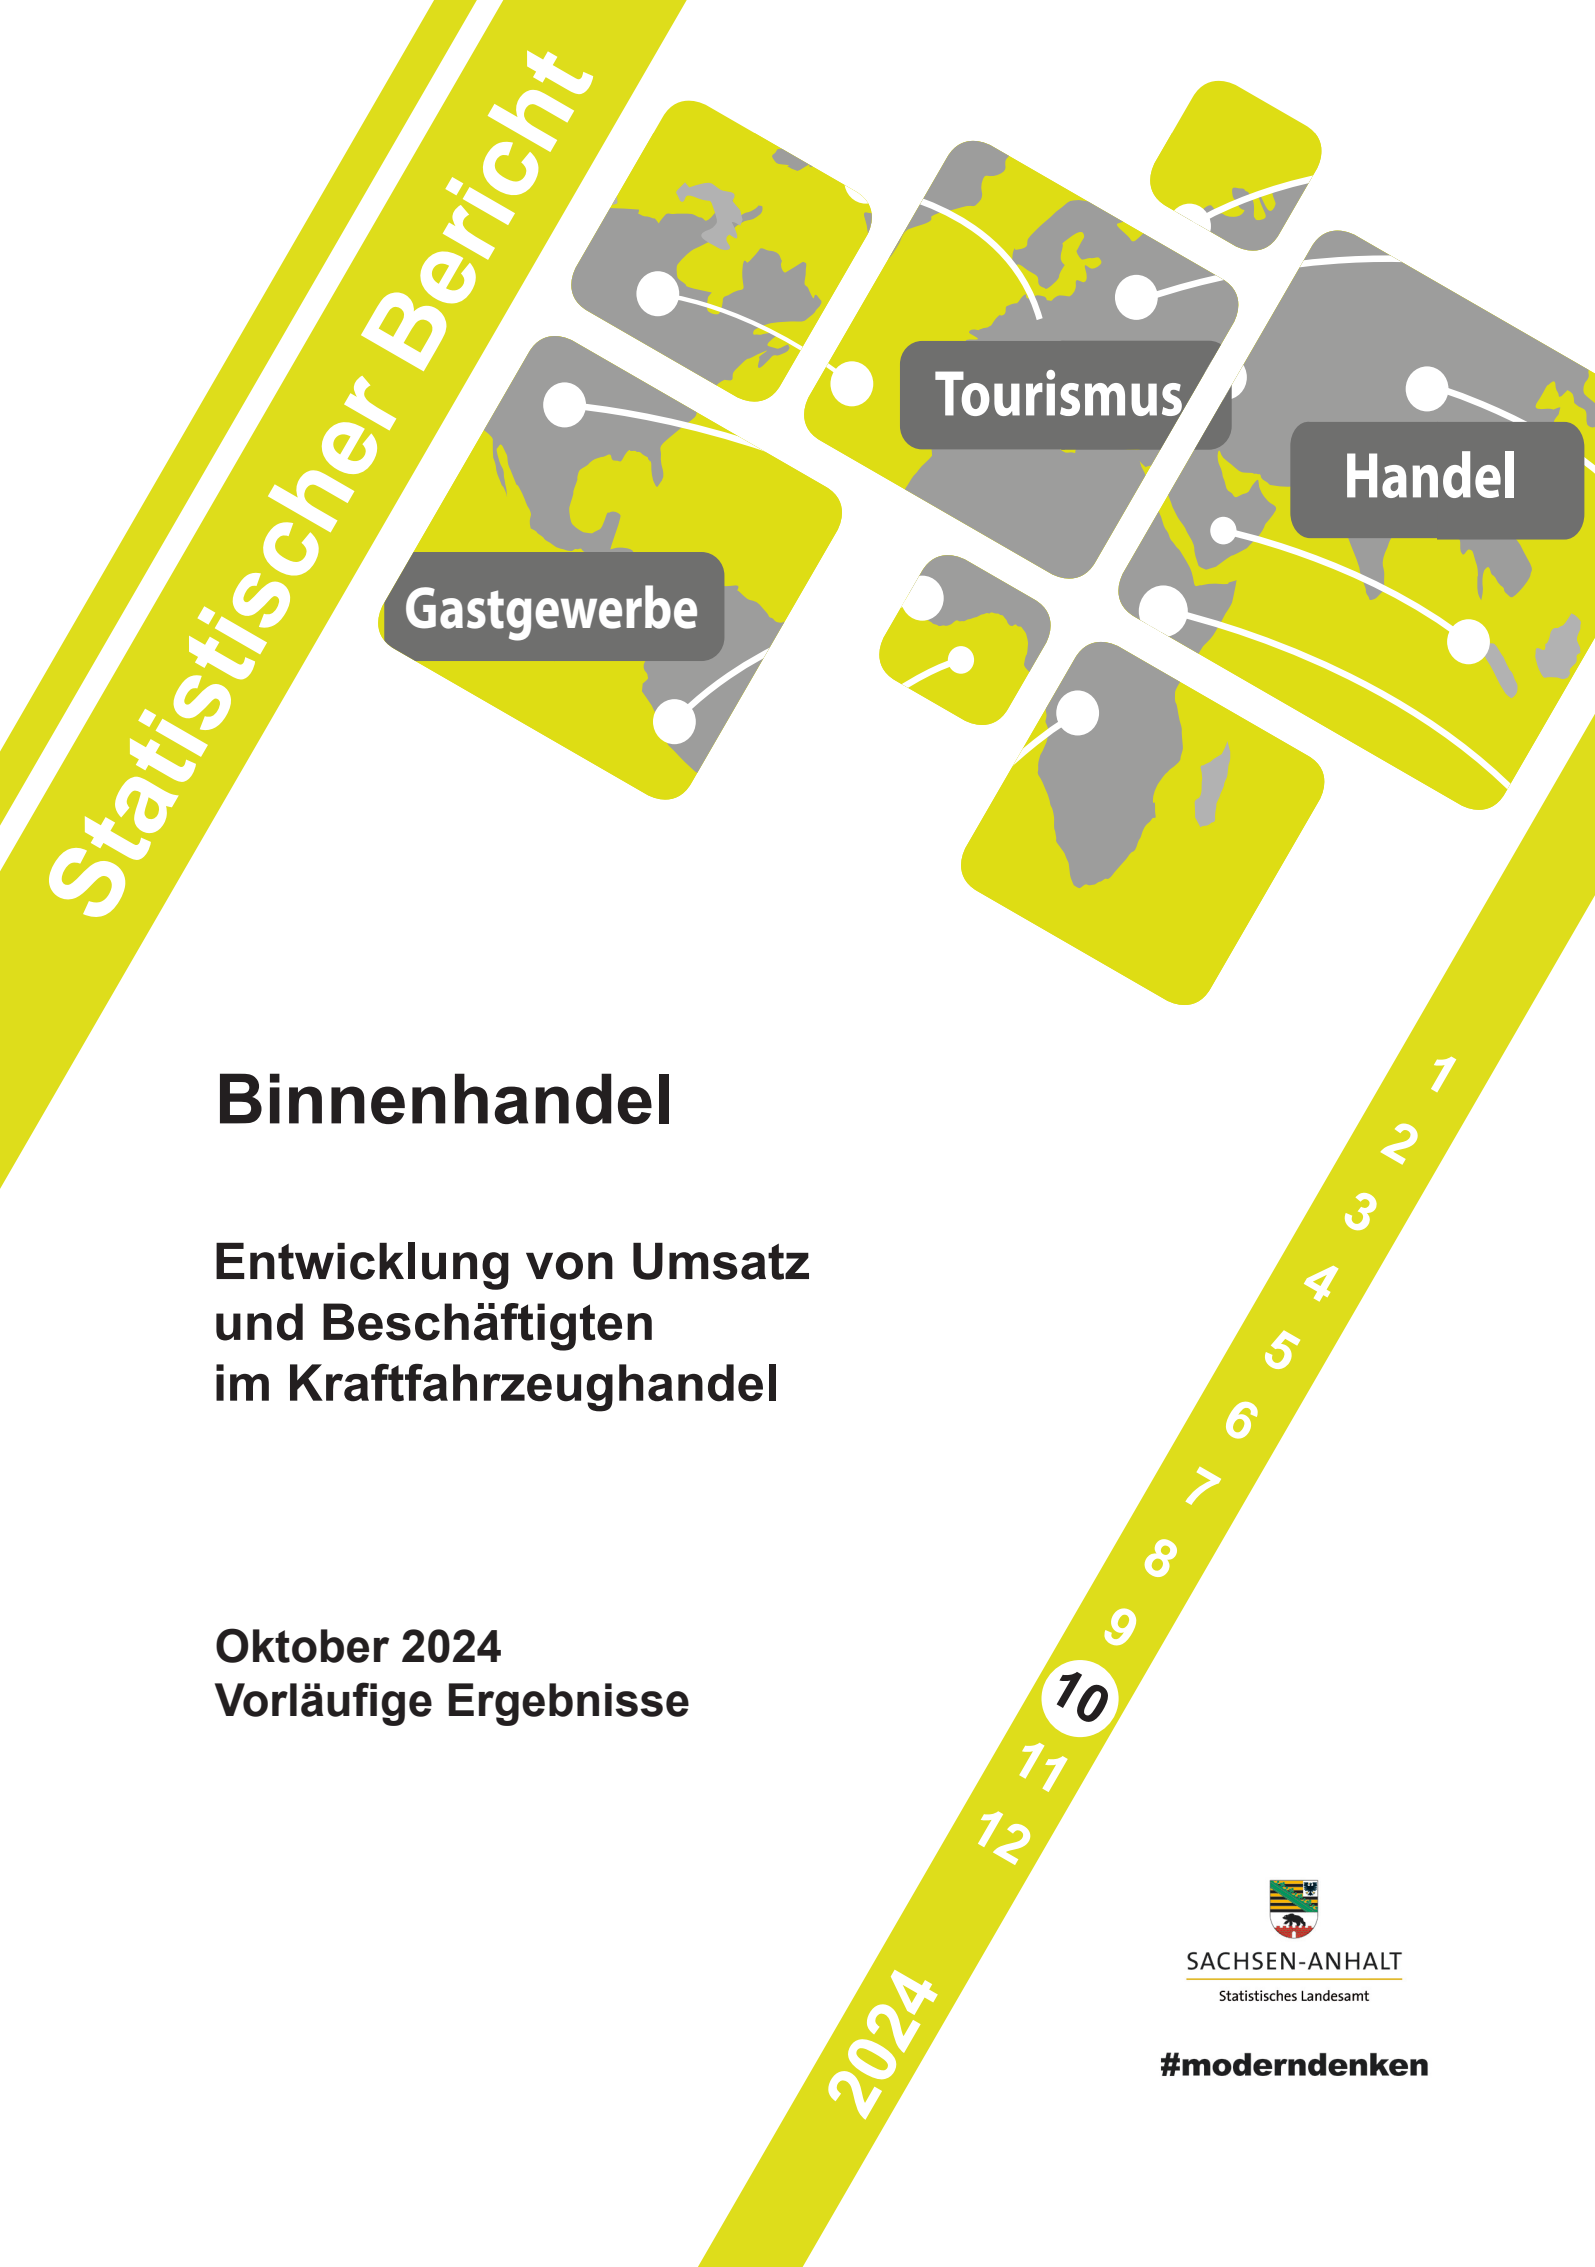 Statistischer Bericht
Tourismus
Handel
Gastgewerbe
Binnenhandel
Entwicklung von Umsatz
und Beschäftigten
im Kraftfahrzeughandel
Oktober 2024
Vorläufige Ergebnisse
1
2
3
4
5
6
7
8
9
10
11
12
2024
SACHSEN-ANHALT
Statistisches Landesamt
#moderndenken